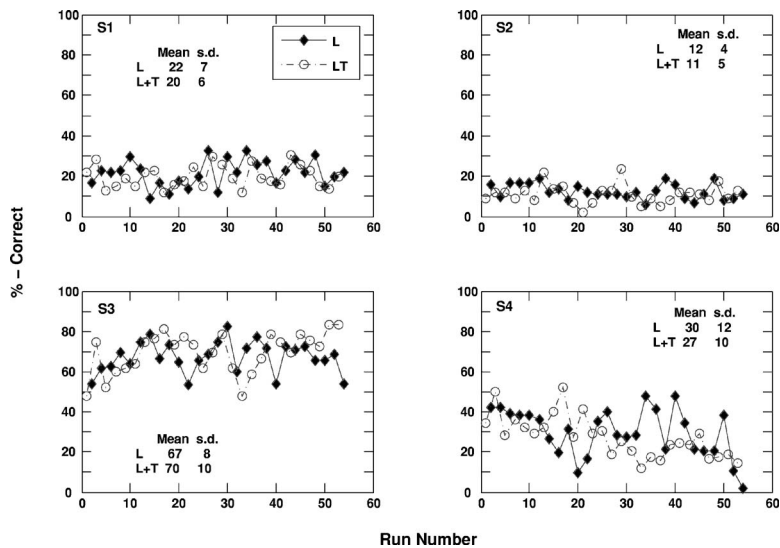 S1
Mean s.d.
L 22 7
L+T 20 6
L
LT
100
80
60
40
20
0
0 10 20 30 40 50 60
S2
Mean s.d.
L 12 4
L+T 11 5
100
80
60
40
20
0
0 10 20 30 40 50 60
% – Correct
S3
Mean s.d.
L 67 8
L+T 70 10
100
80
60
40
20
0
0 10 20 30 40 50 60
S4
Mean s.d.
L 30 12
L+T 27 10
100
80
60
40
20
0
0 10 20 30 40 50 60
Run Number